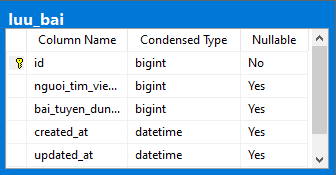 luu_bai
Column Name Condensed Type Nullable
id bigint No
nguoi_tim_vie... bigint Yes
bai_tuyen_dun... bigint Yes
created_at datetime Yes
updated_at datetime Yes